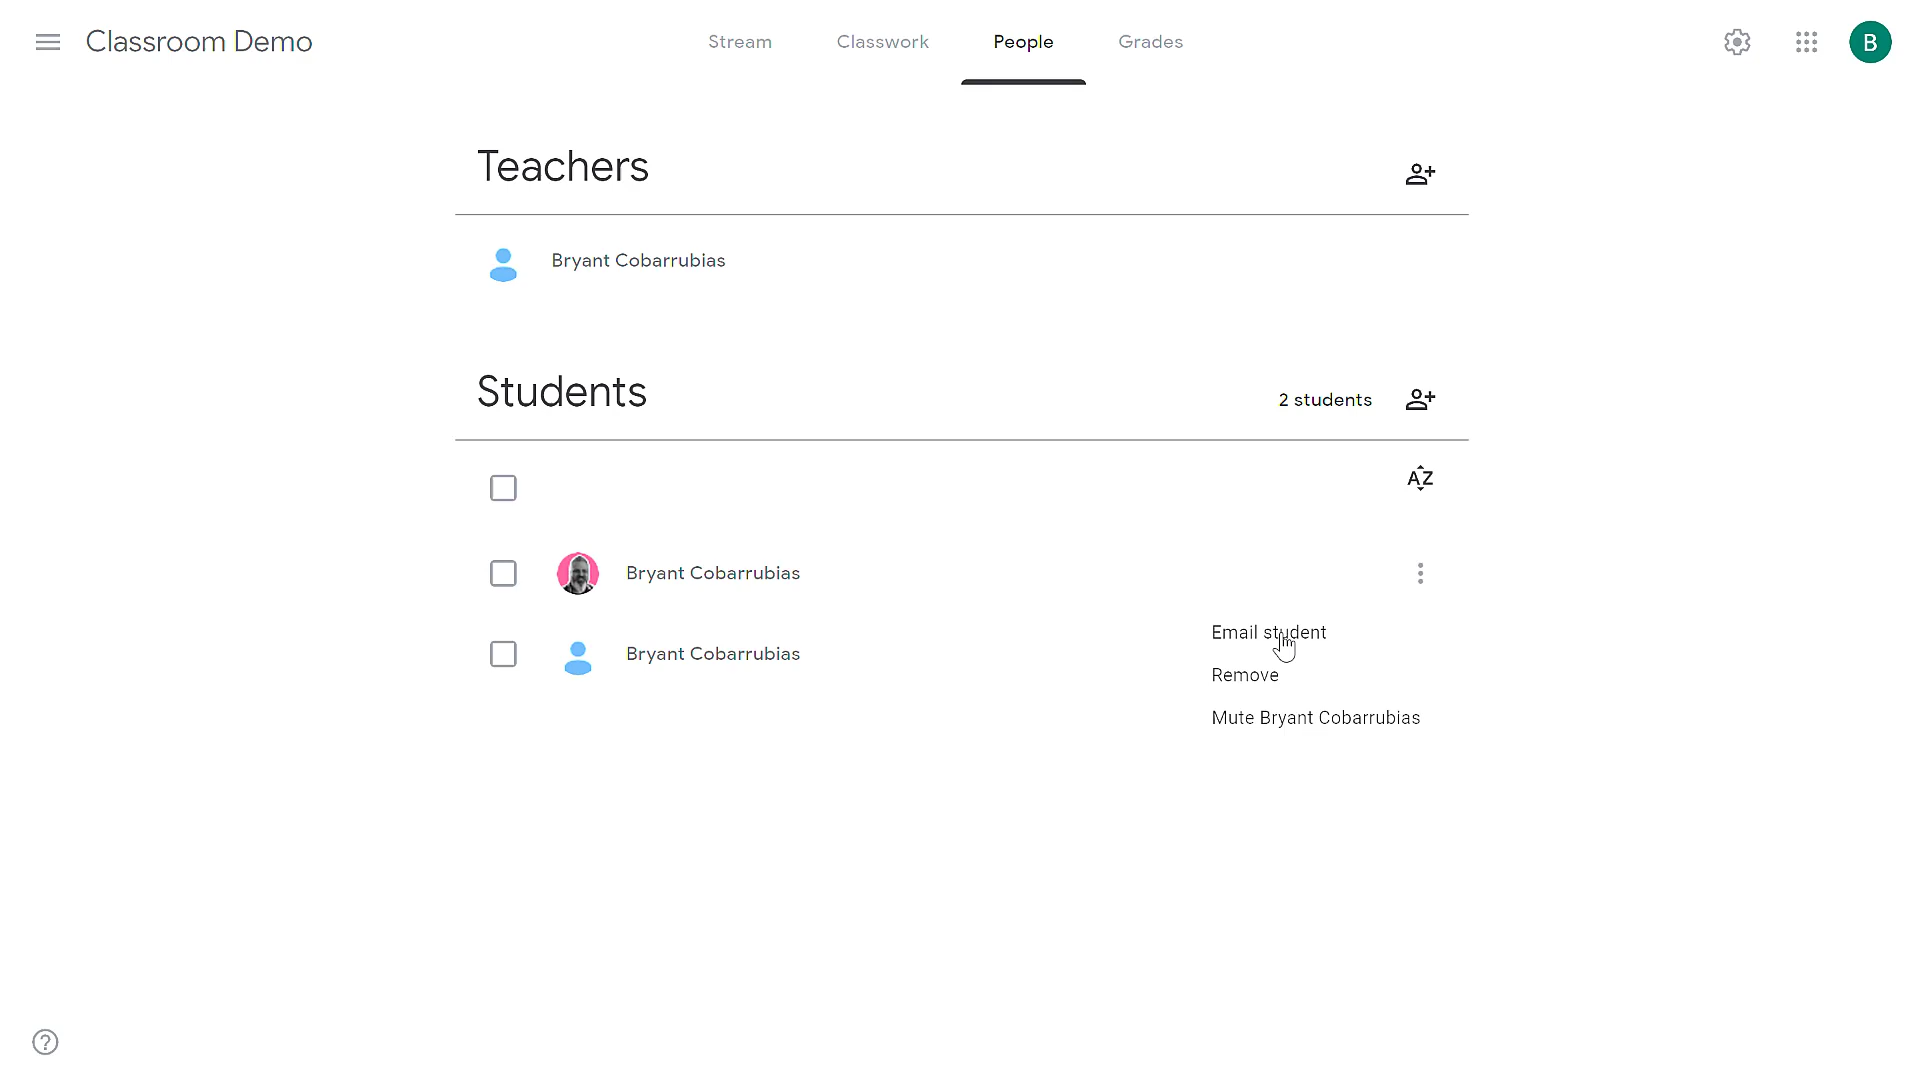 Classroom Demo
Stream
Classwork
People
Grades
B
Teachers
Bryant Cobarrubias
Students
2 students
AZ
Bryant Cobarrubias
Bryant Cobarrubias
Email student
Remove
Mute Bryant Cobarrubias
?